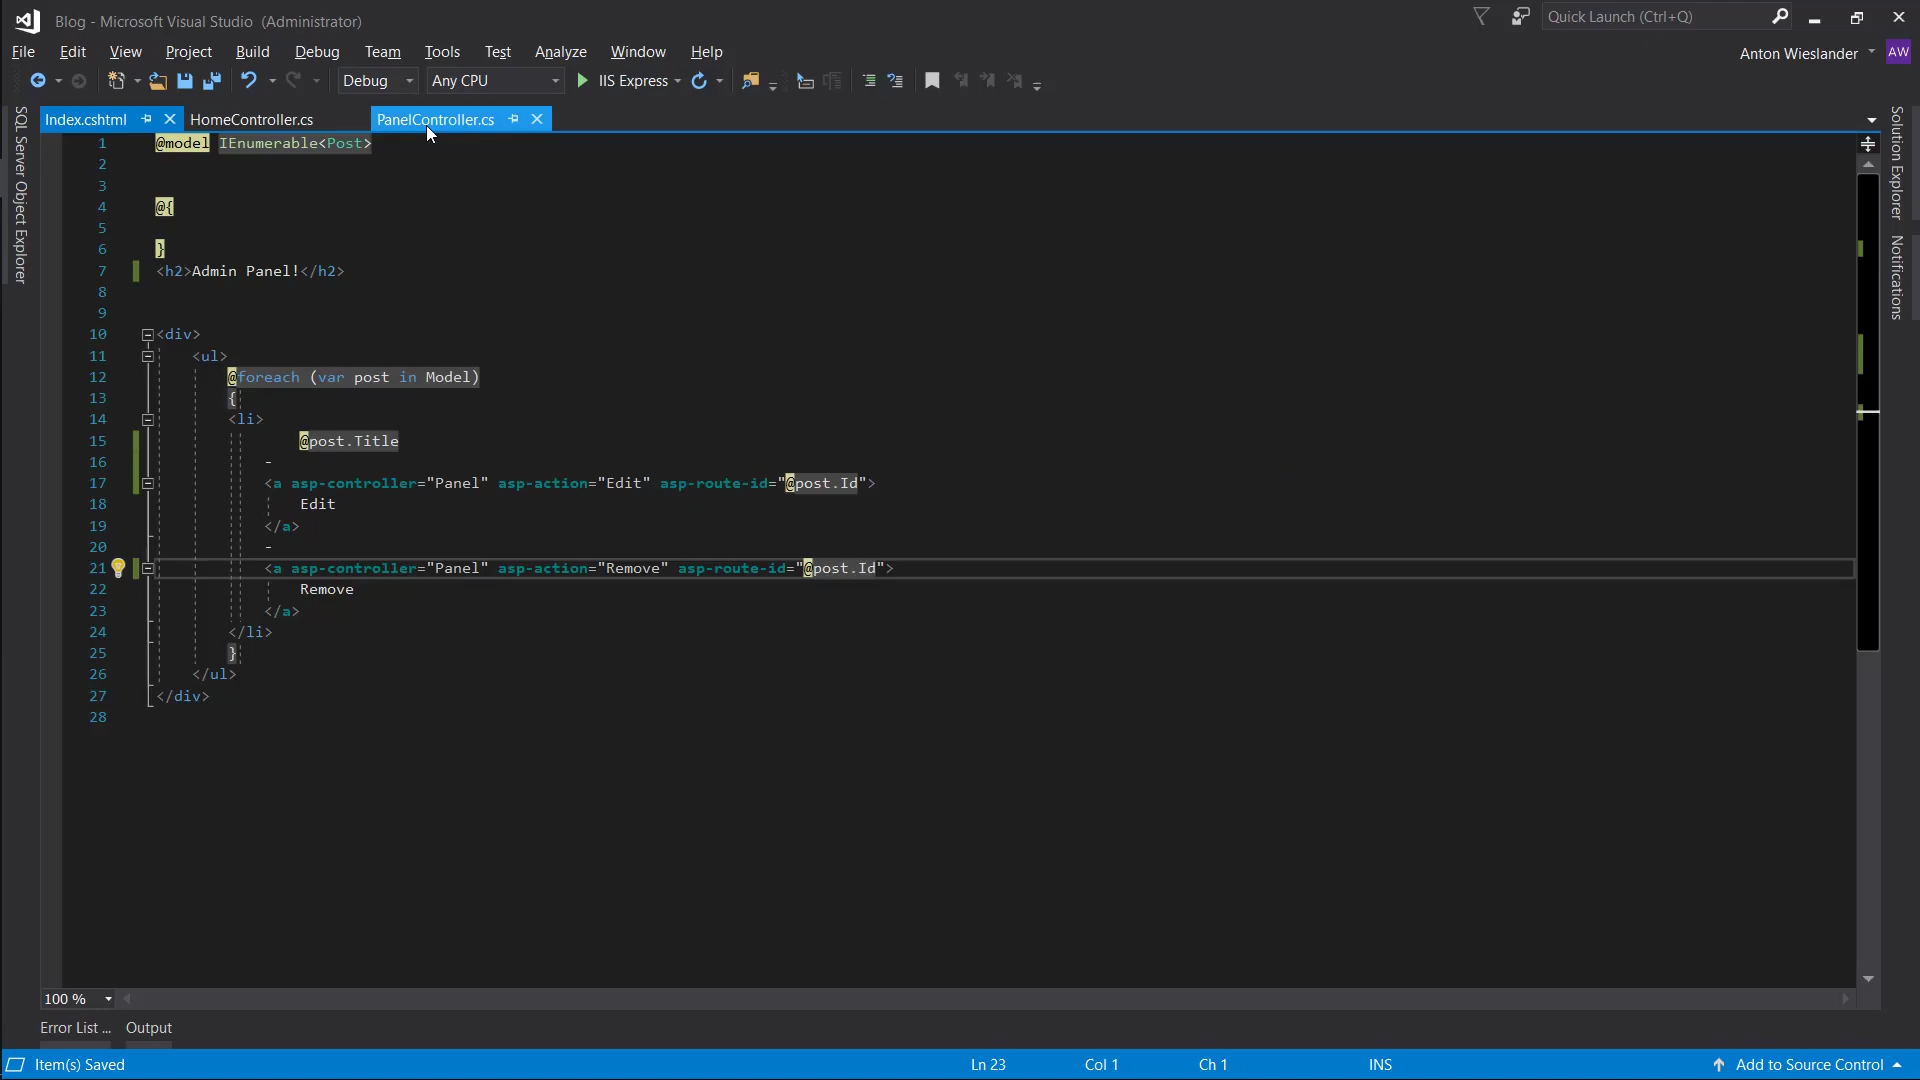 Blog - Microsoft Visual Studio (Administrator)
Quick Launch (Ctrl+Q)
File Edit View Project Build Debug Team Tools Test Analyze Window Help
Anton Wieslander AW
Debug Any CPU IIS Express
SQL Server Object Explorer
Index.cshtml HomeController.cs PanelController.cs
Solution Explorer
Notifications
1 @model IEnumerable<Post>
2
3
4 @{
5
6 }
7 <h2>Admin Panel!</h2>
8
9
10 <div>
11 <ul>
12 @foreach (var post in Model)
13 {
14 <li>
15 @post.Title
16 -
17 <a asp-controller="Panel" asp-action="Edit" asp-route-id="@post.Id">
18 Edit
19 </a>
20 -
21 <a asp-controller="Panel" asp-action="Remove" asp-route-id="@post.Id">
22 Remove
23 </a>
24 </li>
25 }
26 </ul>
27 </div>
28
100 %
Error List ... Output
Item(s) Saved Ln 23 Col 1 Ch 1 INS Add to Source Control